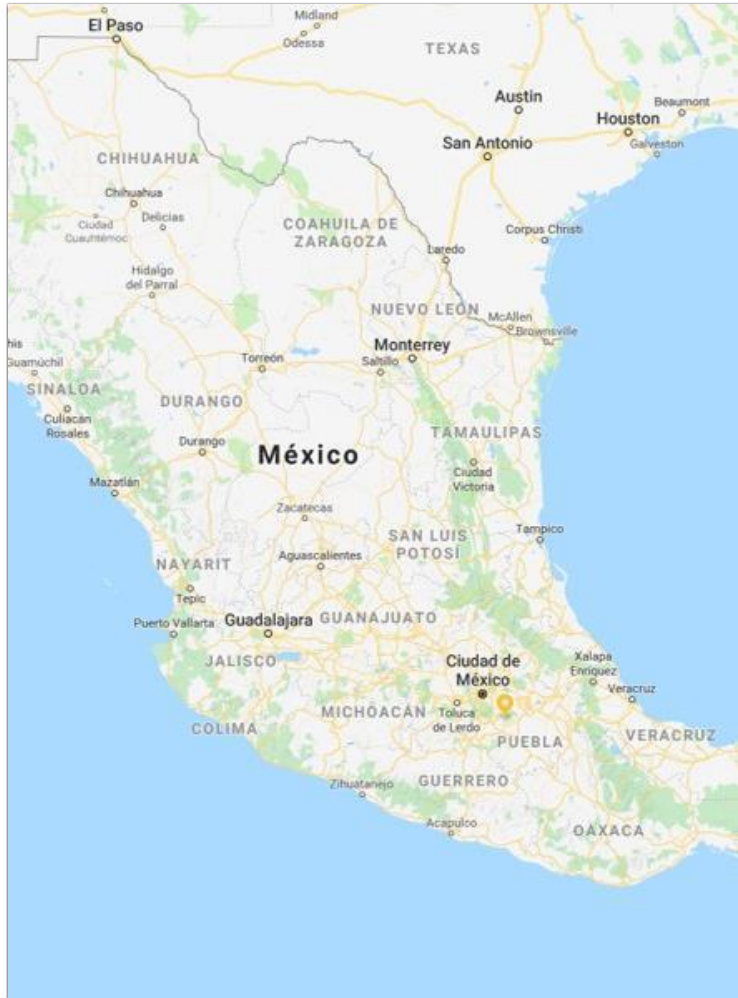 Midland
El Paso
Odessa
TEXAS
Austin
Beaumont
Houston
San Antonio
Galveston
CHIHUAHUA
Chihuahua
Delicias
Ciudad
Cuauhtémoc
COAHUILA DE
ZARAGOZA
Corpus Christi
Laredo
Hidalgo
del Parral
NUEVO LEÓN
McAllen
Brownsville
his
Guamúchil
Monterrey
Torreón
Saltillo
SINALOA
DURANGO
Culiacán
Rosales
TAMAULIPAS
Durango
México
Ciudad
Victoria
Mazatlán
Zacatecas
SAN LUIS
POTOSÍ
Tampico
Aguascalientes
NAYARIT
Tepic
Puerto Vallarta
Guadalajara
GUANAJUATO
JALISCO
Ciudad de
México
Xalapa
Enríquez
Veracruz
MICHOACÁN
Toluca
de Lerdo
COLIMA
PUEBLA
VERACRUZ
GUERRERO
Zihuatanejo
Acapulco
OAXACA